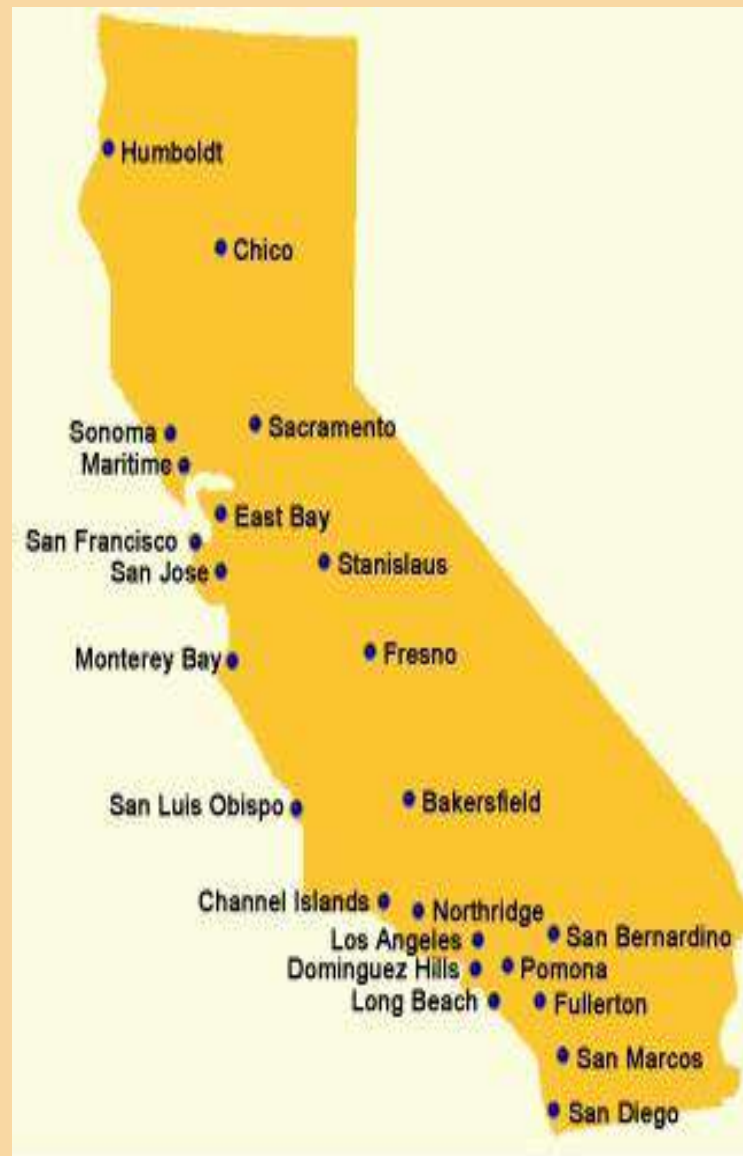 Humboldt
Chico
Sacramento
Sonoma
Maritime
East Bay
San Francisco
Stanislaus
San Jose
Fresno
Monterey Bay
Bakersfield
San Luis Obispo
Channel Islands
Northridge
San Bernardino
Los Angeles
Pomona
Dominguez Hills
Long Beach
Fullerton
San Marcos
San Diego